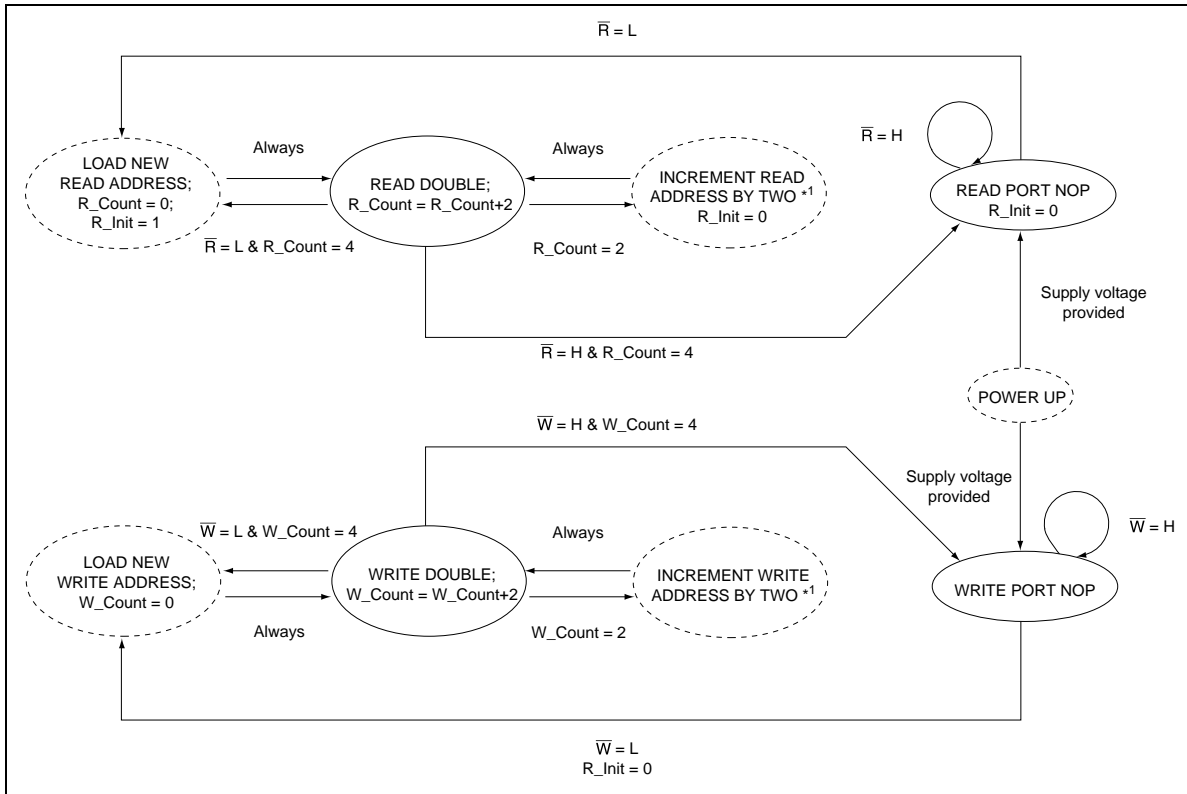 R̅ = L
R̅ = H
LOAD NEW
READ ADDRESS;
R_Count = 0;
R_Init = 1
Always
READ DOUBLE;
R_Count = R_Count+2
Always
INCREMENT READ
ADDRESS BY TWO *1
R_Init = 0
READ PORT NOP
R_Init = 0
R̅ = L & R_Count = 4
R_Count = 2
Supply voltage
provided
R̅ = H & R_Count = 4
POWER UP
W̅ = H & W_Count = 4
Supply voltage
provided
W̅ = L & W_Count = 4
Always
W̅ = H
LOAD NEW
WRITE ADDRESS;
W_Count = 0
WRITE DOUBLE;
W_Count = W_Count+2
INCREMENT WRITE
ADDRESS BY TWO *1
WRITE PORT NOP
Always
W_Count = 2
W̅ = L
R_Init = 0